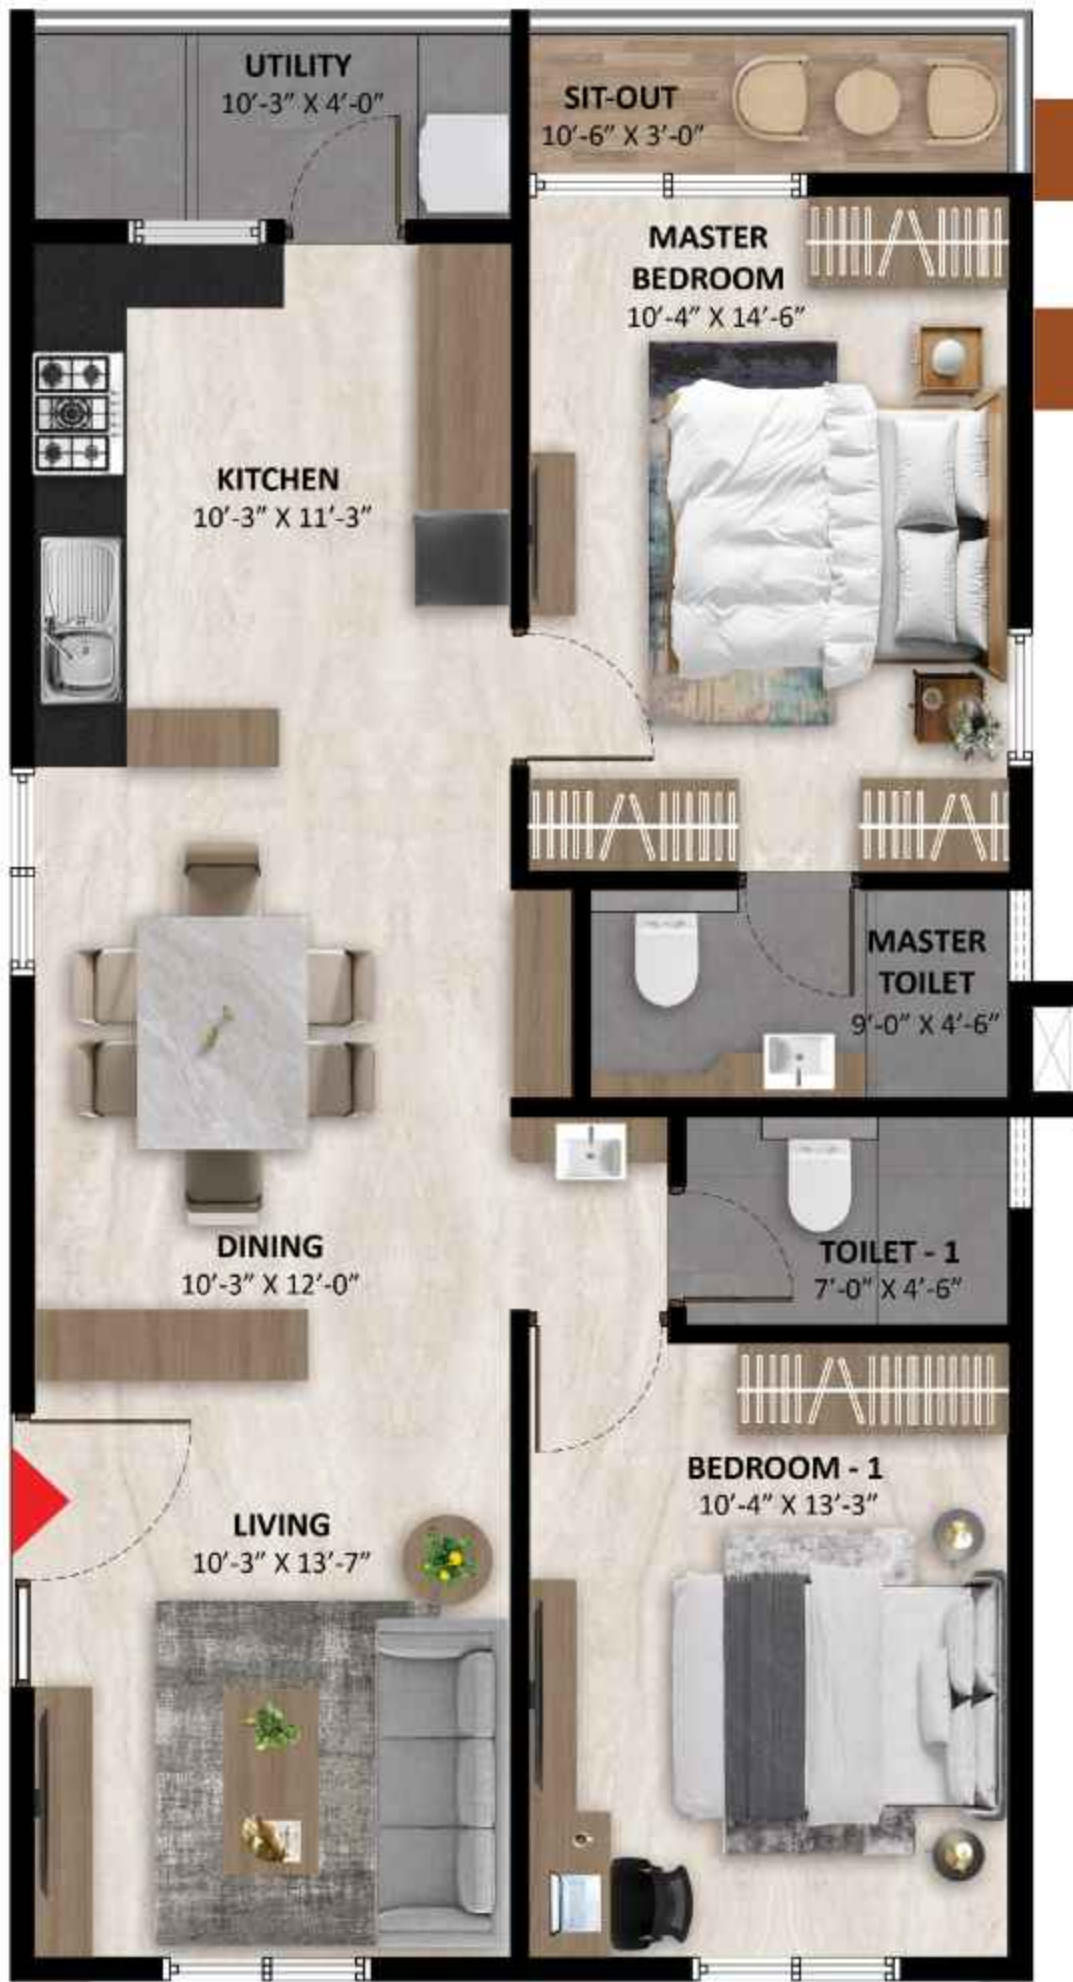 UTILITY
10′-3″ X 4′-0″
SIT-OUT
10′-6″ X 3′-0″
MASTER
BEDROOM
10′-4″ X 14′-6″
KITCHEN
10′-3″ X 11′-3″
MASTER
TOILET
9′-0″ X 4′-6″
DINING
10′-3″ X 12′-0″
TOILET - 1
7′-0″ X 4′-6″
BEDROOM - 1
10′-4″ X 13′-3″
LIVING
10′-3″ X 13′-7″